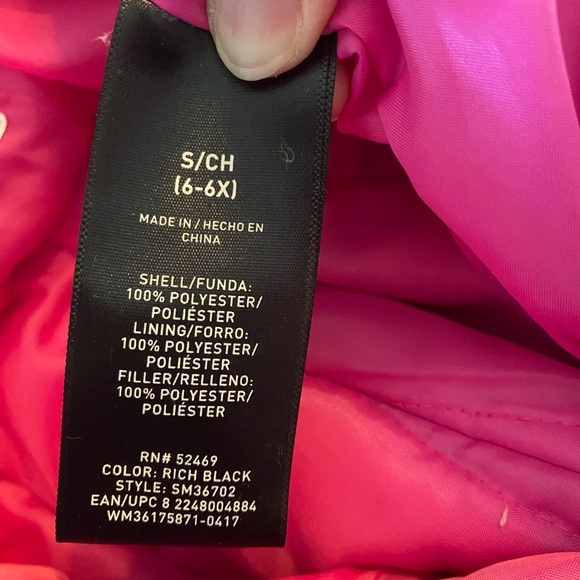 S/CH
(6-6X)
MADE IN / HECHO EN
CHINA
SHELL/FUNDA:
100% POLYESTER/
POLIÉSTER
LINING/FORRO:
100% POLYESTER/
POLIÉSTER
FILLER/RELLENO:
100% POLYESTER/
POLIÉSTER
RN# 52469
COLOR: RICH BLACK
STYLE: SM36702
EAN/UPC 8 2248004884
WM36175871-0417